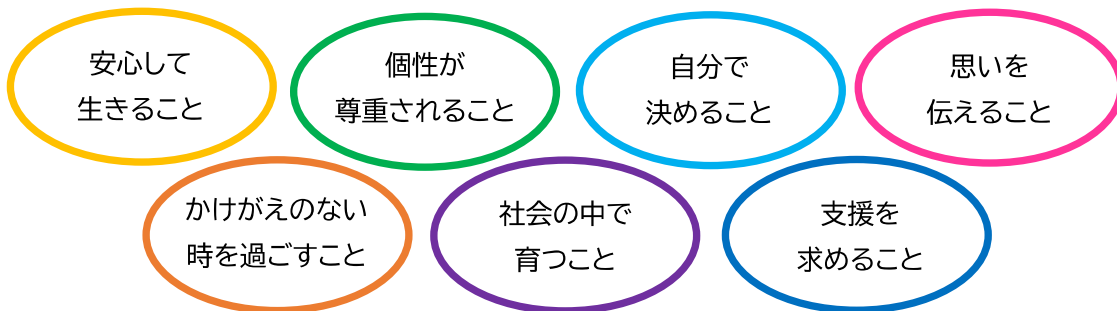 安心して
生きること
個性が
尊重されること
自分で
決めること
思いを
伝えること
かけがえのない
時を過ごすこと
社会の中で
育つこと
支援を
求めること